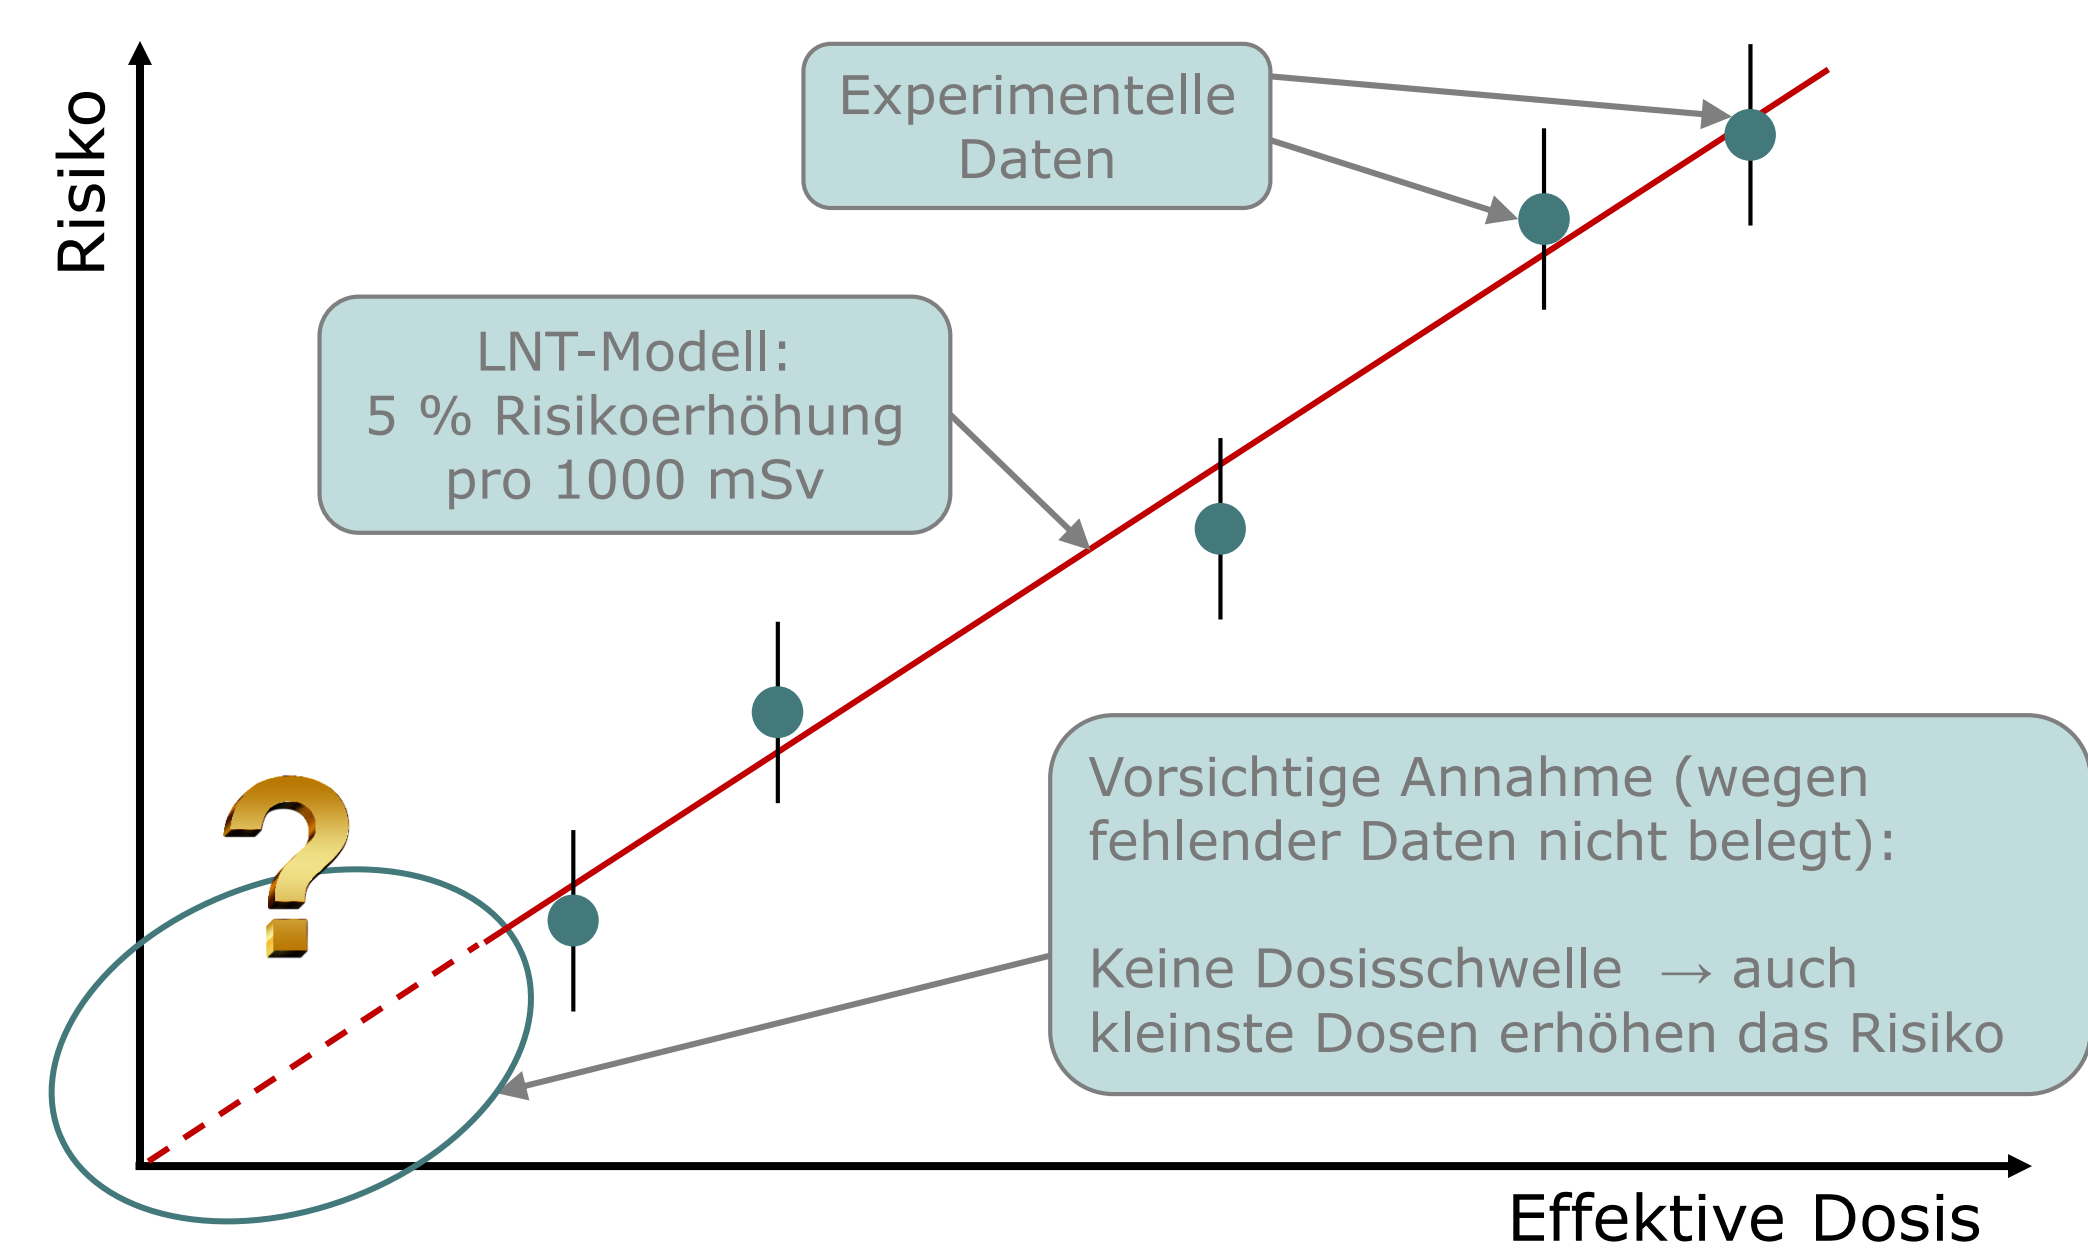 Risiko
Experimentelle
Daten
LNT-Modell:
5 % Risikoerhöhung
pro 1000 mSv
?
Vorsichtige Annahme (wegen
fehlender Daten nicht belegt):
Keine Dosisschwelle → auch
kleinste Dosen erhöhen das Risiko
Effektive Dosis